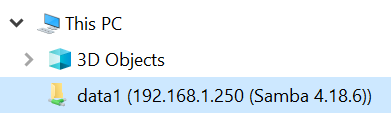 This PC
3D Objects
data1 (192.168.1.250 (Samba 4.18.6))